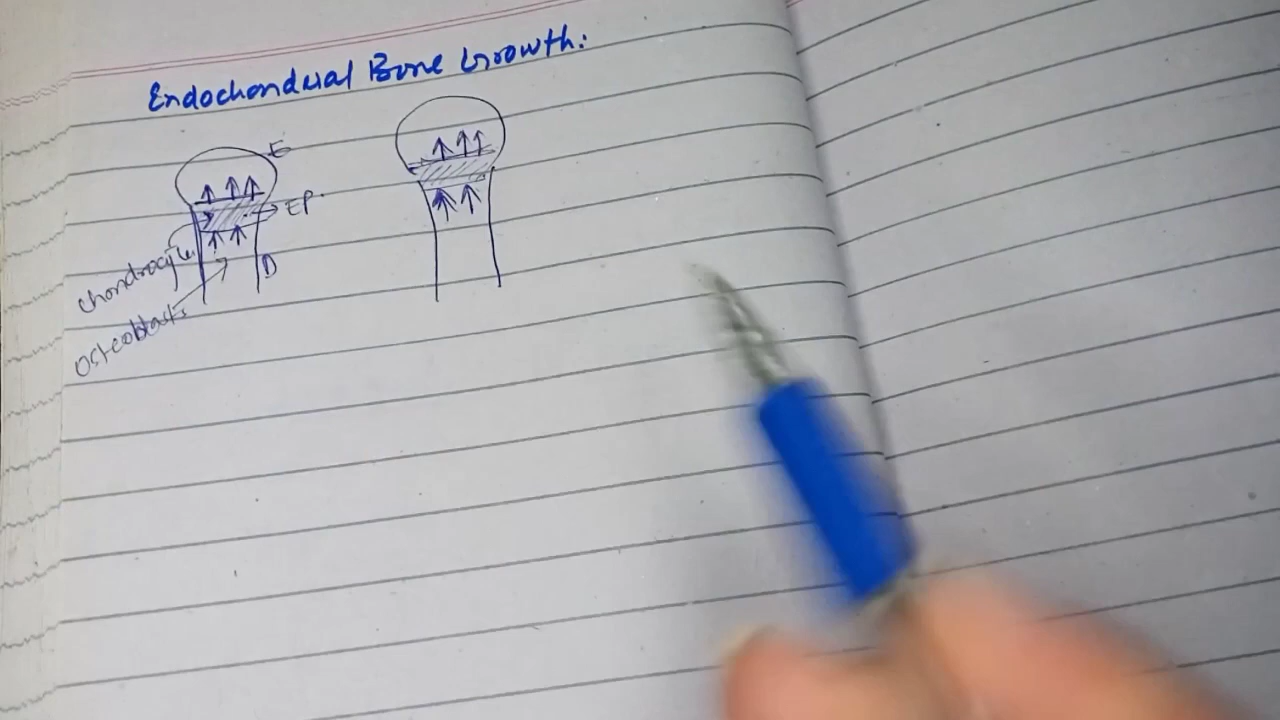 Endochondral Bone Growth:
E
EP
chondrocyte
D
Osteoblasts